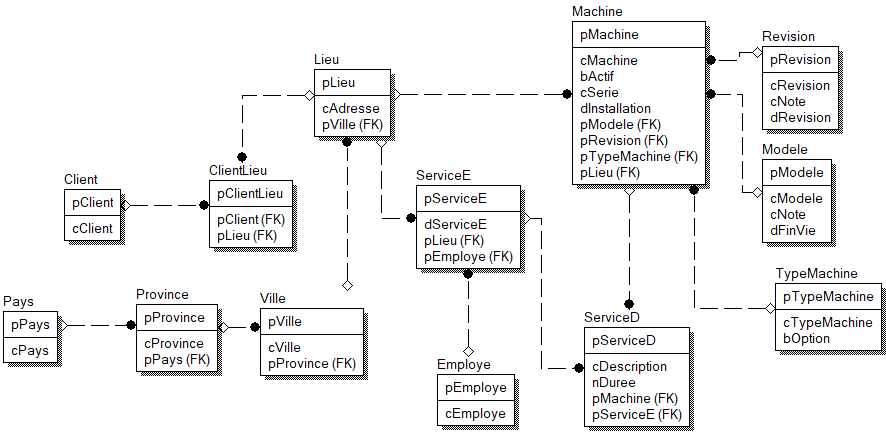 Machine
pMachine
cMachine
bActif
cSerie
dInstallation
pModele (FK)
pRevision (FK)
pTypeMachine (FK)
pLieu (FK)
Revision
pRevision
cRevision
cNote
dRevision
Lieu
pLieu
cAdresse
pVille (FK)
Modele
pModele
cModele
cNote
dFinVie
ClientLieu
pClientLieu
pClient (FK)
pLieu (FK)
ServiceE
pServiceE
dServiceE
pLieu (FK)
pEmploye (FK)
Client
pClient
cClient
TypeMachine
pTypeMachine
cTypeMachine
bOption
Pays
pPays
cPays
Province
pProvince
cProvince
pPays (FK)
Ville
pVille
cVille
pProvince (FK)
Employe
pEmploye
cEmploye
ServiceD
pServiceD
cDescription
nDuree
pMachine (FK)
pServiceE (FK)